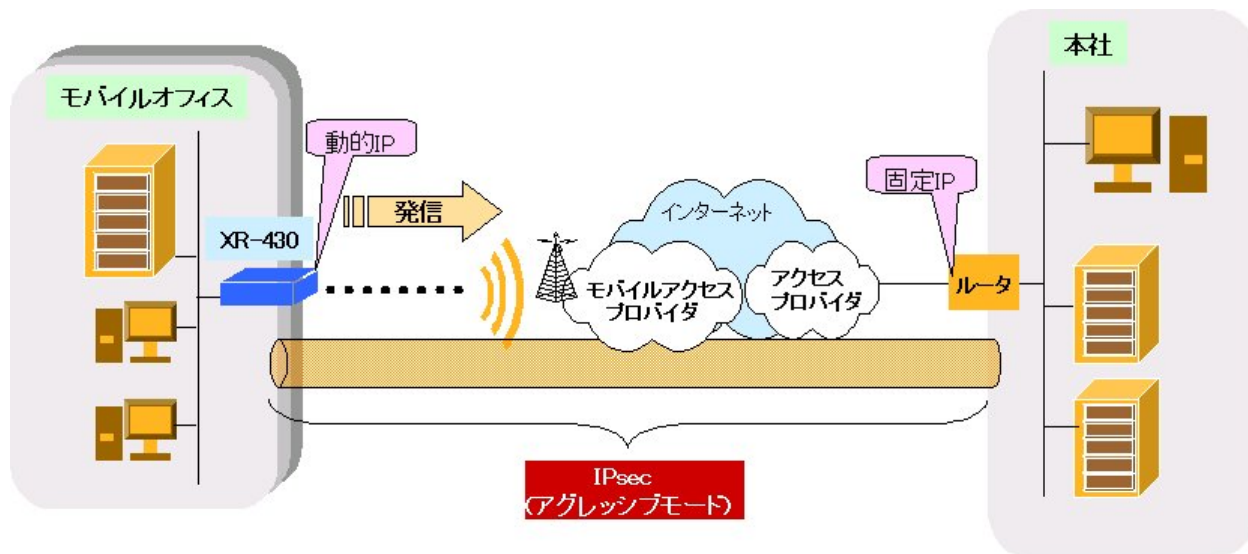 モバイルオフィス
動的IP
発信
XR-430
本社
固定IP
インターネット
モバイルアクセス
プロバイダ
アクセス
プロバイダ
ルータ
IPsec
(アグレッシブモード)